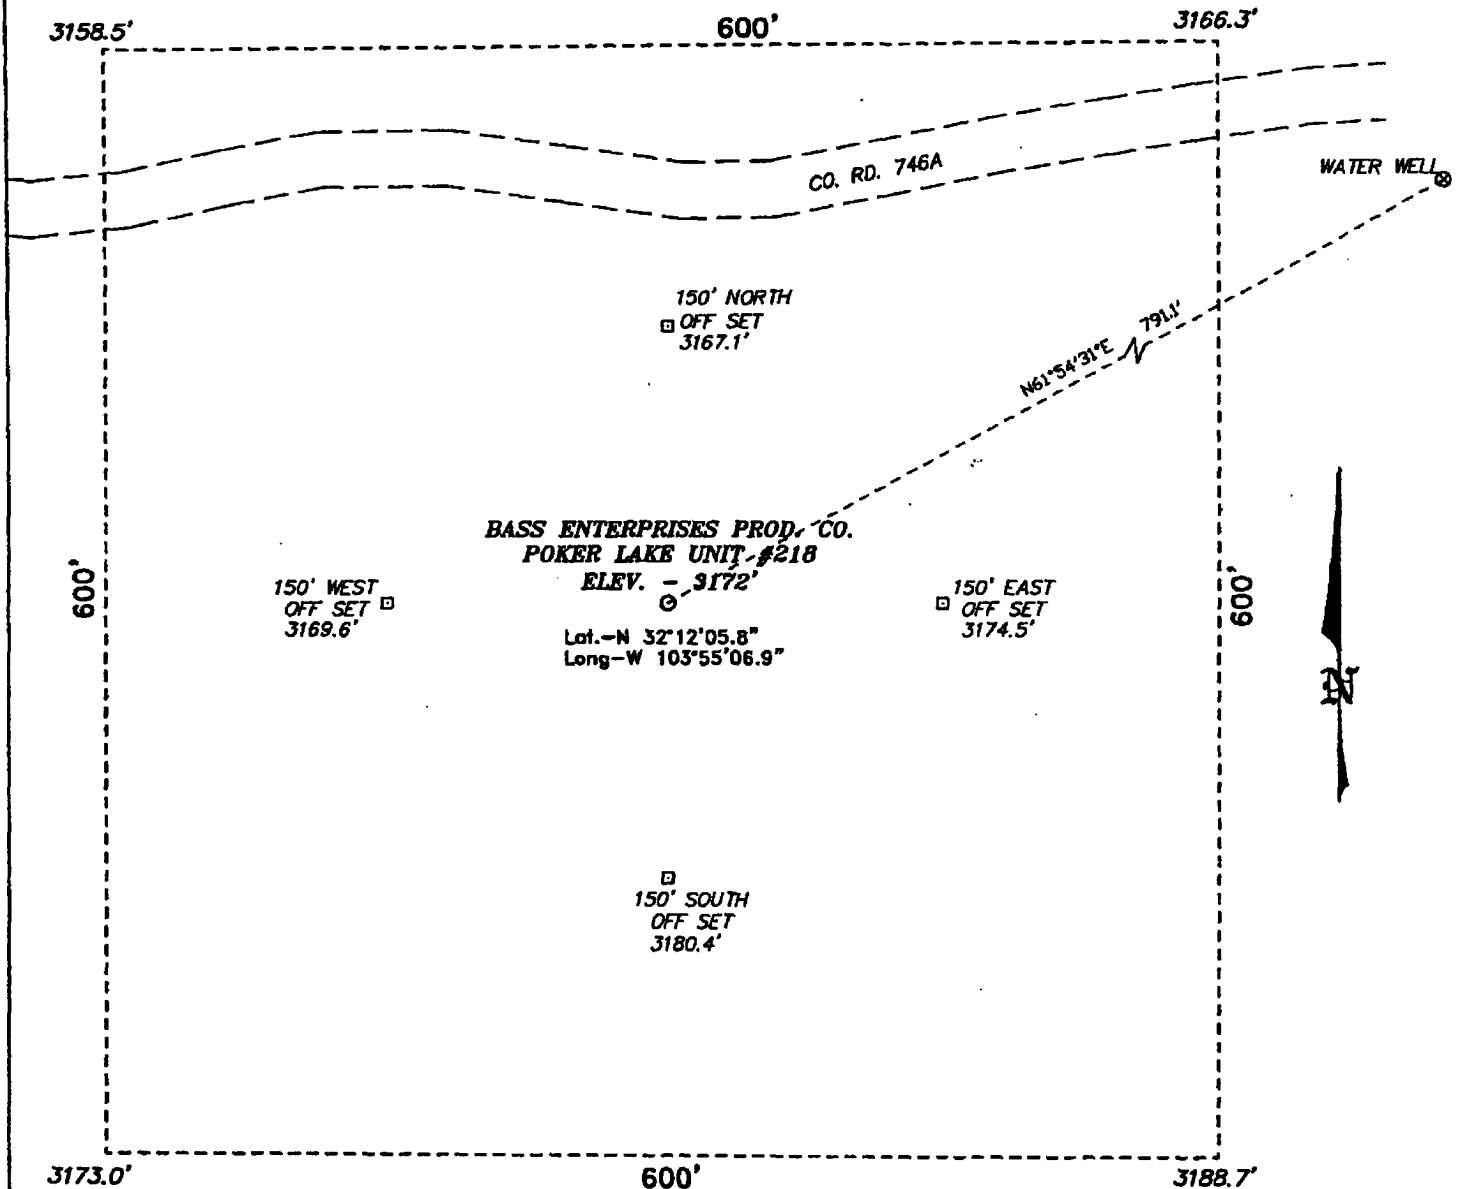 3158.5'
600'
3166.3'
CO. RD. 746A
WATER WELL
150' NORTH
OFF SET
3167.1'
N61°54'31"E
791.1'
BASS ENTERPRISES PROD. CO.
POKER LAKE UNIT #218
ELEV. - 3172'
Lat.-N 32°12'05.8"
Long-W 103°55'06.9"
600'
150' WEST
OFF SET
3169.6'
150' EAST
OFF SET
3174.5'
600'
N
150' SOUTH
OFF SET
3180.4'
3173.0'
600'
3188.7'